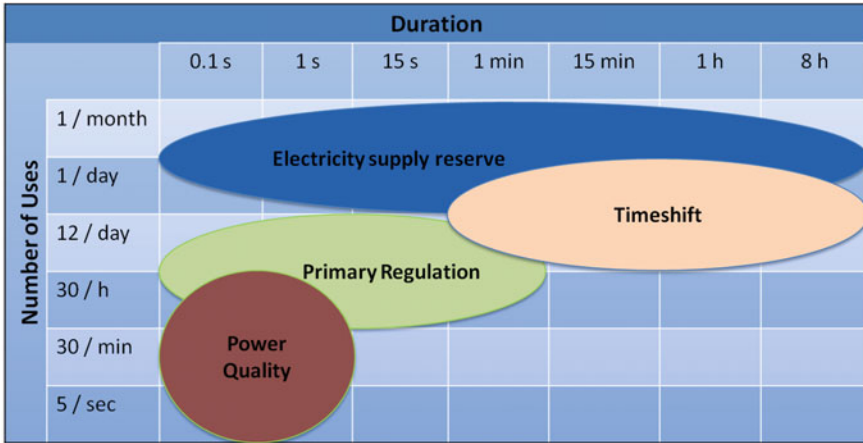 Duration
0.1 s 1 s 15 s 1 min 15 min 1 h 8 h
Number of Uses
1 / month
1 / day
12 / day
30 / h
30 / min
5 / sec
Electricity supply reserve
Timeshift
Primary Regulation
Power
Quality